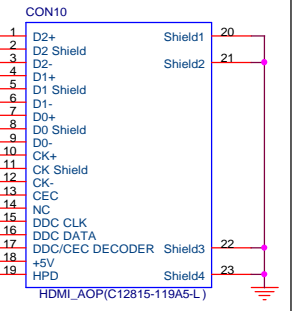 CON10
1 D2+ Shield1 20
2 D2 Shield
3 D2- Shield2 21
4 D1+
5 D1 Shield
6 D1-
7 D0+
8 D0 Shield
9 D0-
10 CK+
11 CK Shield
12 CK-
13 CEC
14 NC
15 DDC CLK
16 DDC DATA
17 DDC/CEC DECODER Shield3 22
18 +5V
19 HPD Shield4 23
HDMI_AOP(C12815-119A5-L)